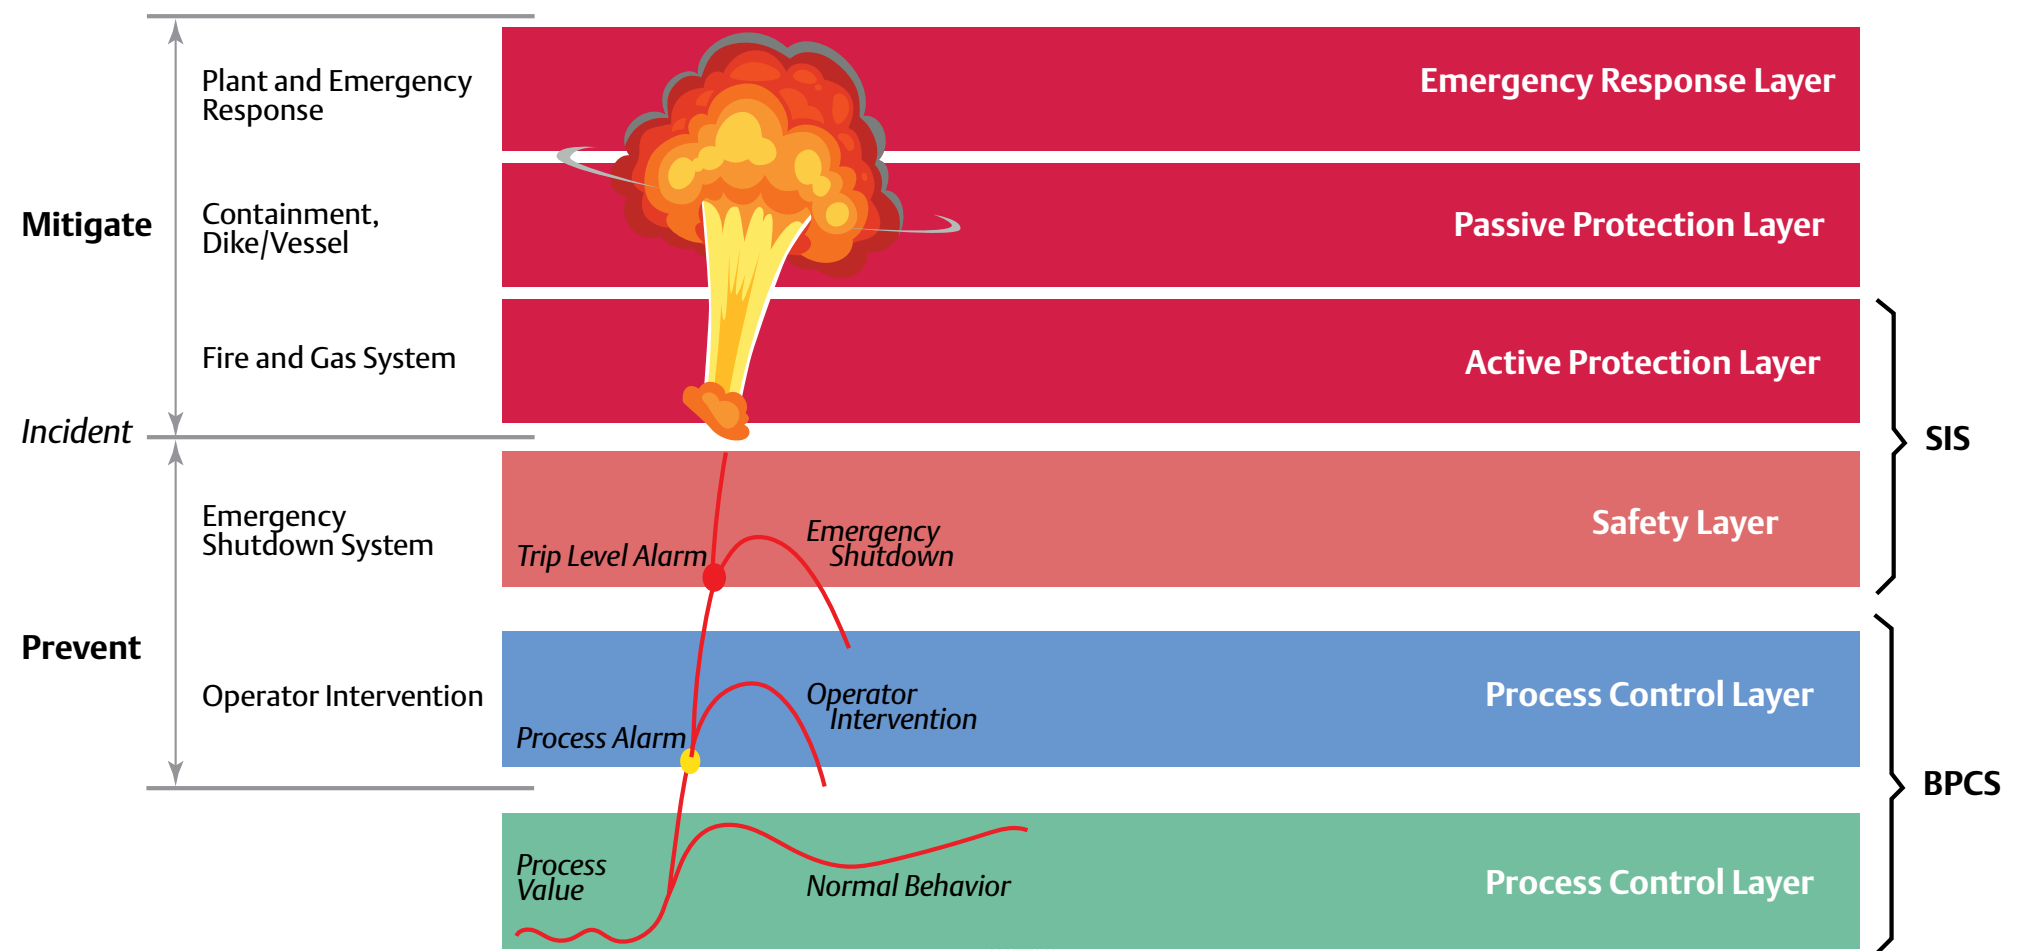 Plant and Emergency
Response
Emergency Response Layer
Mitigate
Containment,
Dike/Vessel
Passive Protection Layer
Fire and Gas System
Active Protection Layer
Incident
SIS
Emergency
Shutdown System
Trip Level Alarm
Emergency
Shutdown
Safety Layer
Prevent
Operator Intervention
Process Alarm
Operator
Intervention
Process Control Layer
BPCS
Process
Value
Normal Behavior
Process Control Layer